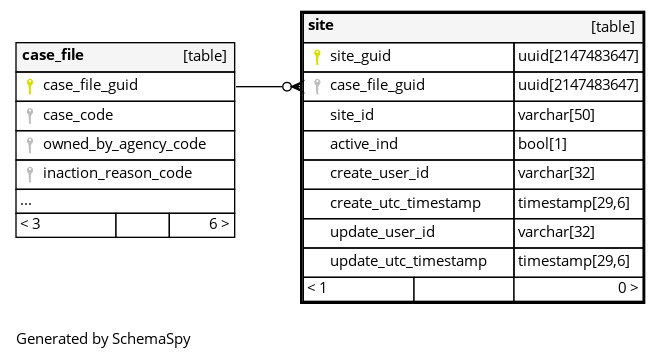 case_file [table]
case_file_guid
case_code
owned_by_agency_code
inaction_reason_code
...
< 3 6 >
site [table]
site_guid uuid[2147483647]
case_file_guid uuid[2147483647]
site_id varchar[50]
active_ind bool[1]
create_user_id varchar[32]
create_utc_timestamp timestamp[29,6]
update_user_id varchar[32]
update_utc_timestamp timestamp[29,6]
< 1 0 >
Generated by SchemaSpy